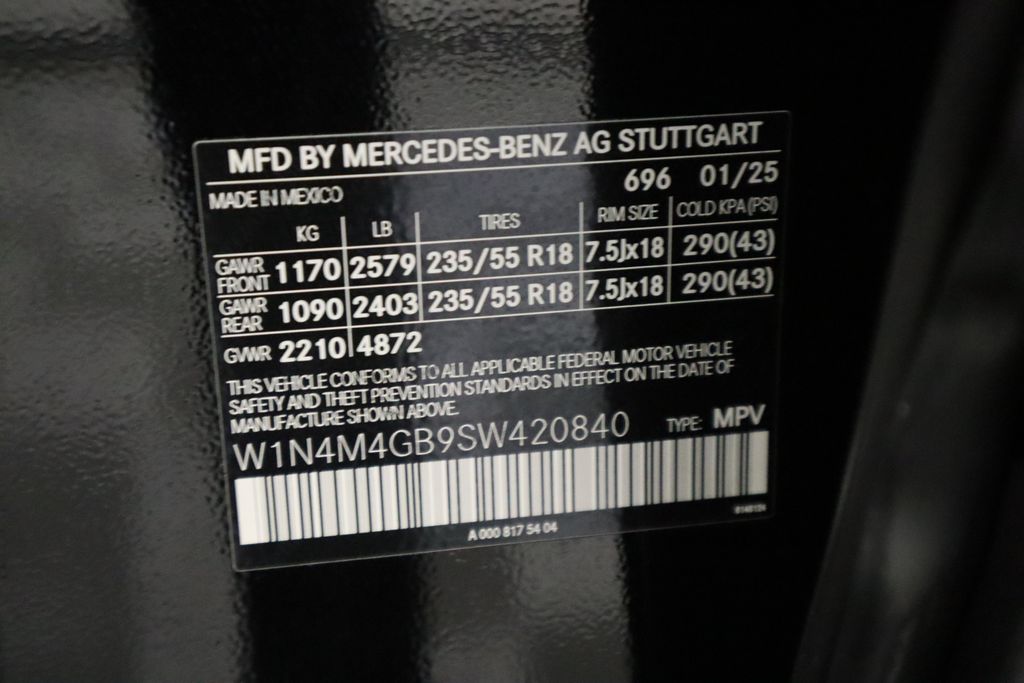 MFD BY MERCEDES-BENZ AG STUTTGART
MADE IN MEXICO 696 01/25
KG LB TIRES RIM SIZE COLD KPA (PSI)
GAWR FRONT 1170 2579 235/55 R18 7.5Jx18 290(43)
GAWR REAR 1090 2403 235/55 R18 7.5Jx18 290(43)
GVWR 2210 4872
THIS VEHICLE CONFORMS TO ALL APPLICABLE FEDERAL MOTOR VEHICLE
SAFETY AND THEFT PREVENTION STANDARDS IN EFFECT ON THE DATE OF
MANUFACTURE SHOWN ABOVE.
W1N4M4GB9SW420840 TYPE: MPV
A 000 817 54 04